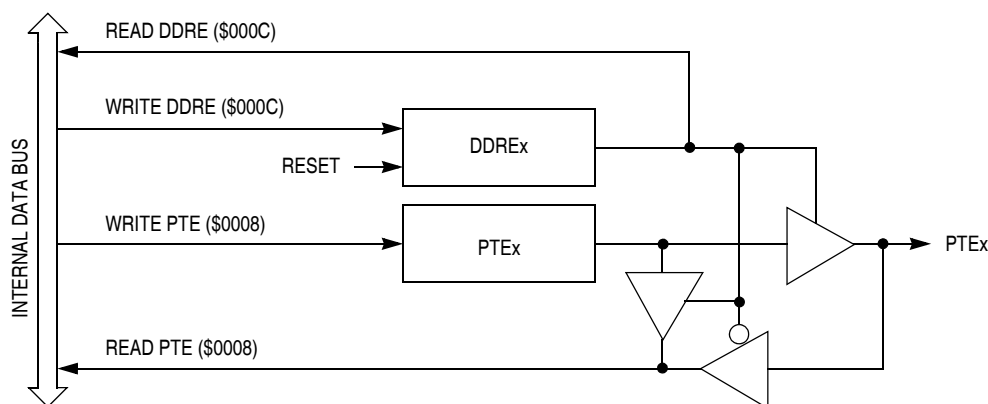 READ DDRE ($000C)
WRITE DDRE ($000C)
DDREx
RESET
INTERNAL DATA BUS
WRITE PTE ($0008)
PTEx
PTEx
READ PTE ($0008)